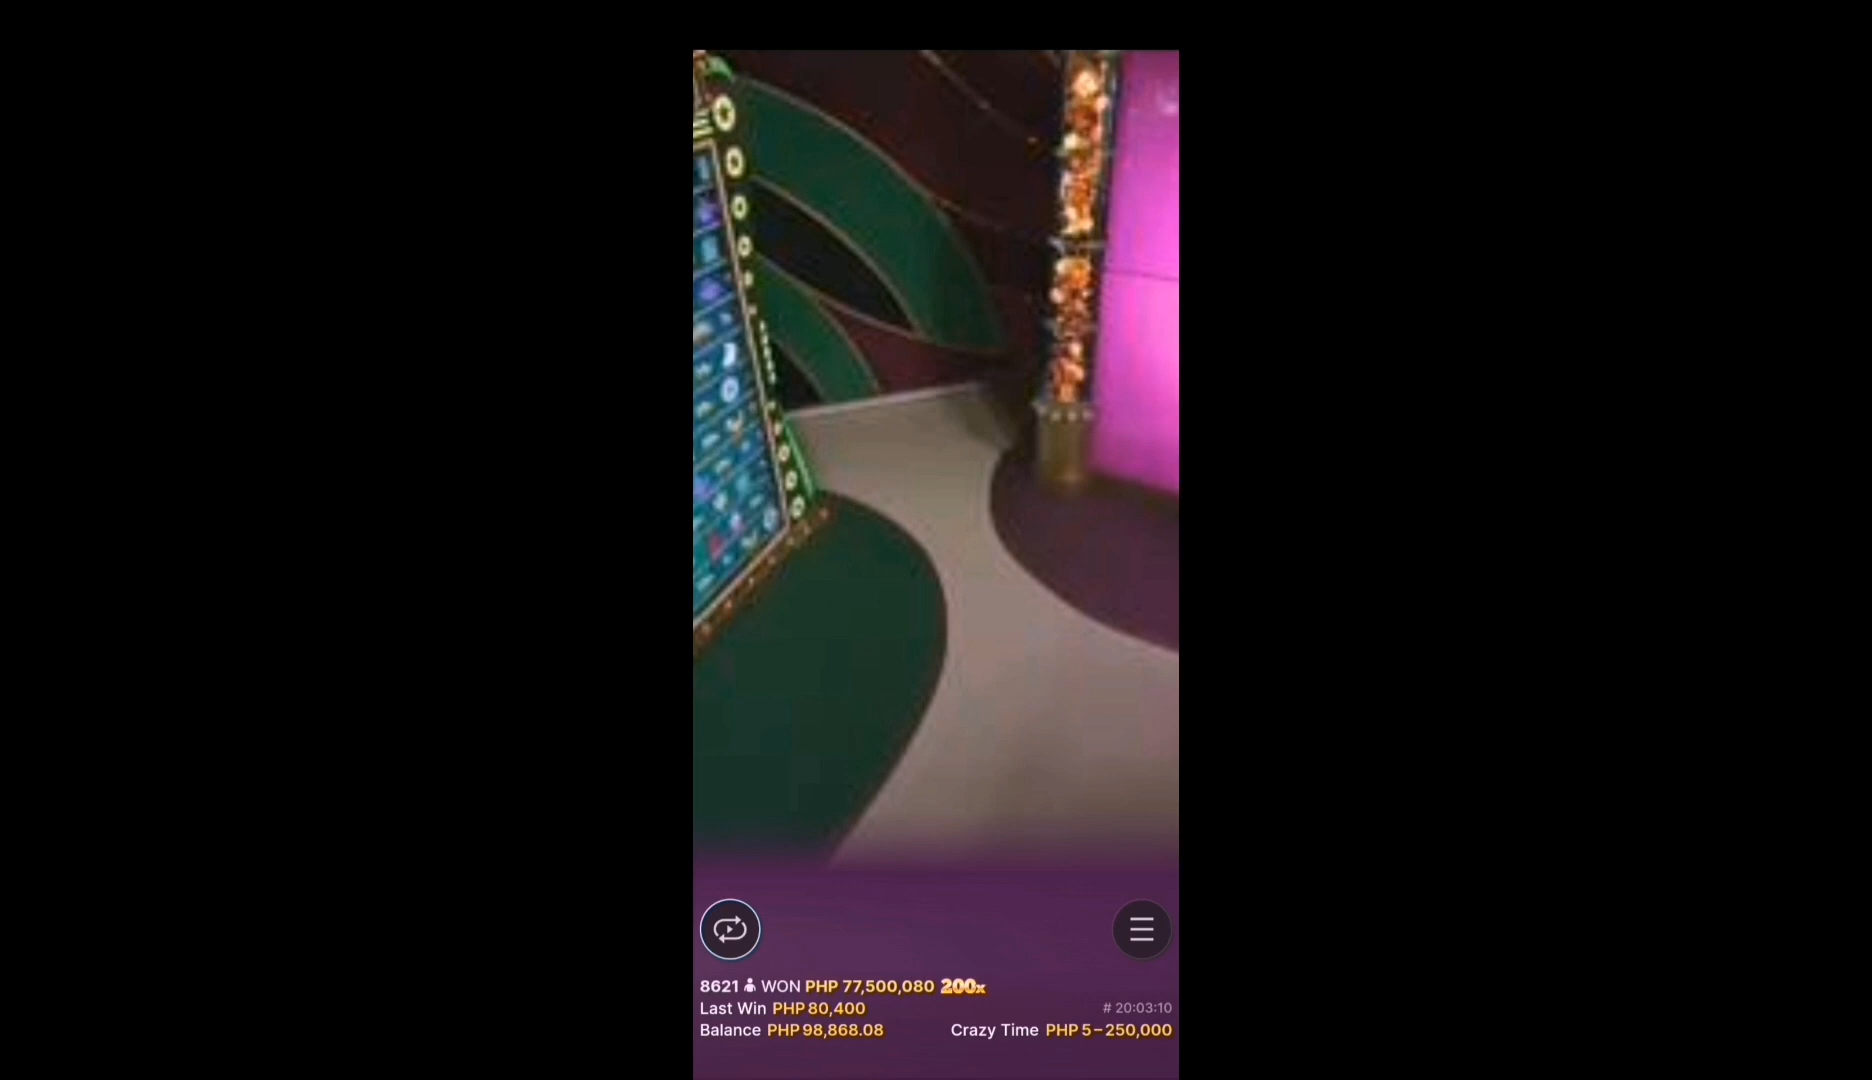 8621 WON PHP 77,500,080 200x
Last Win PHP 80,400
# 20:03:10
Balance PHP 98,868.08
Crazy Time PHP 5-250,000